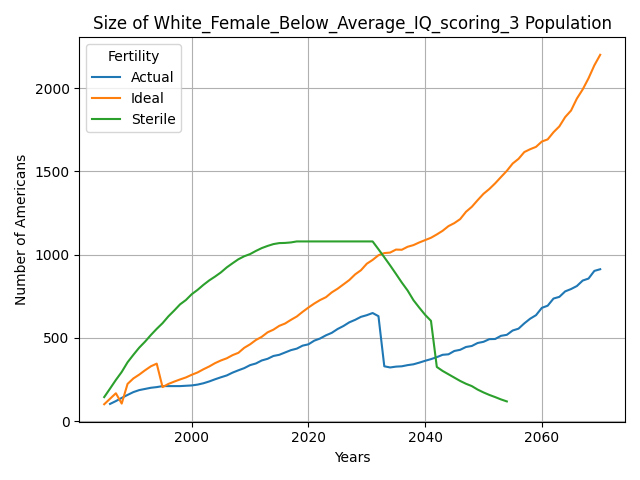 Size of White_Female_Below_Average_IQ_scoring_3 Population
Fertility
Actual
Ideal
Sterile
Number of Americans
2000
1500
1000
500
0
2000 2020 2040 2060
Years